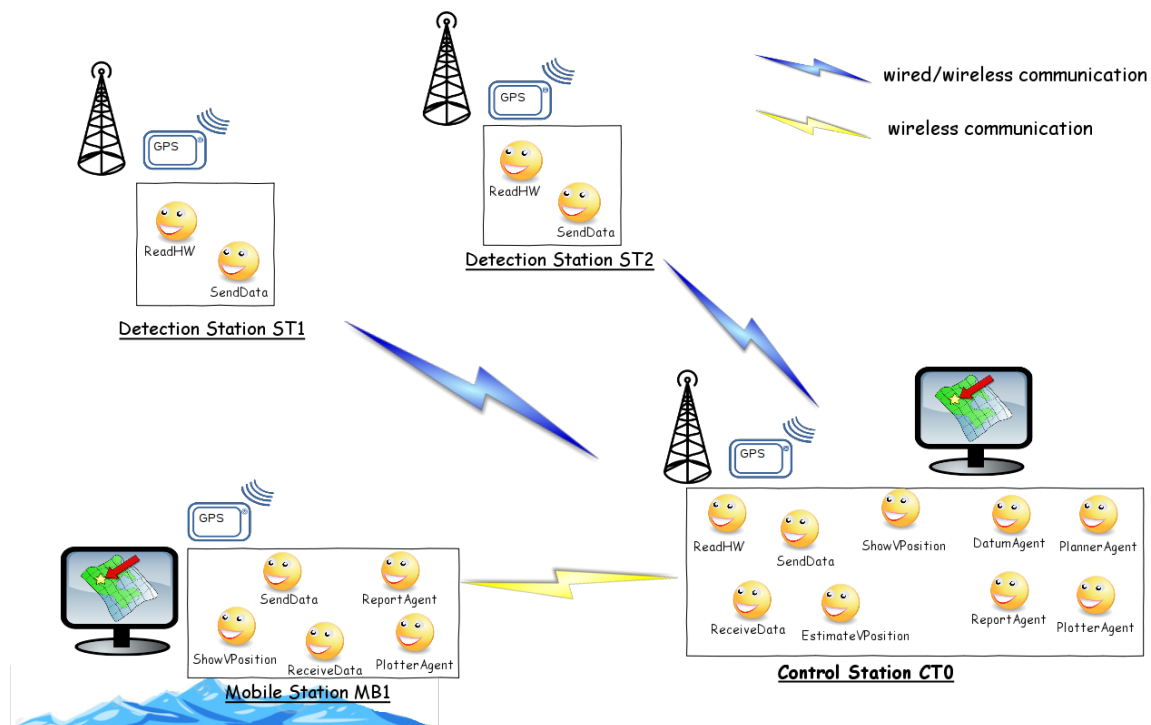 GPS
wired/wireless communication
wireless communication
GPS
ReadHW
SendData
Detection Station ST2
ReadHW
SendData
Detection Station ST1
GPS
ReadHW
SendData
ShowVPosition
DatumAgent
PlannerAgent
ReceiveData
EstimateVPosition
ReportAgent
PlotterAgent
Control Station CT0
GPS
SendData
ReportAgent
ShowVPosition
ReceiveData
PlotterAgent
Mobile Station MB1